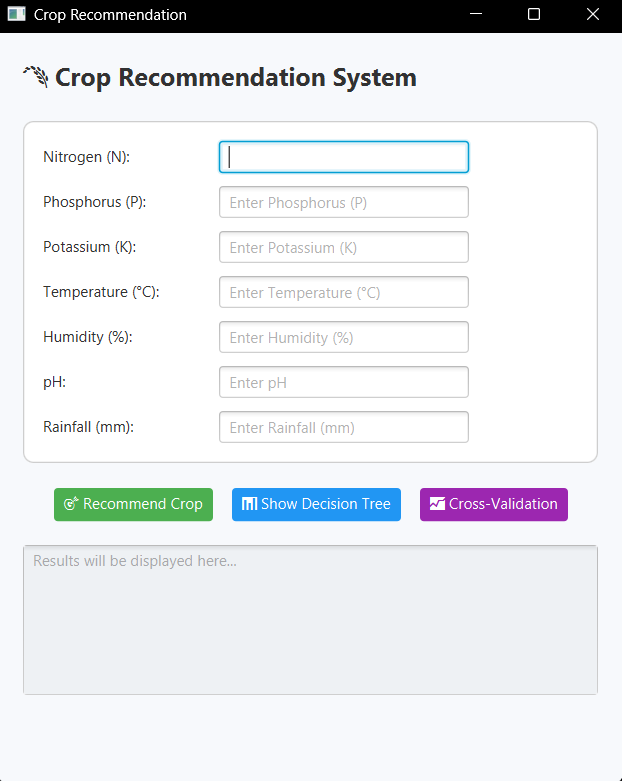 Crop Recommendation
Crop Recommendation System
Nitrogen (N):
Phosphorus (P): Enter Phosphorus (P)
Potassium (K): Enter Potassium (K)
Temperature (°C): Enter Temperature (°C)
Humidity (%): Enter Humidity (%)
pH: Enter pH
Rainfall (mm): Enter Rainfall (mm)
Recommend Crop Show Decision Tree Cross-Validation
Results will be displayed here...